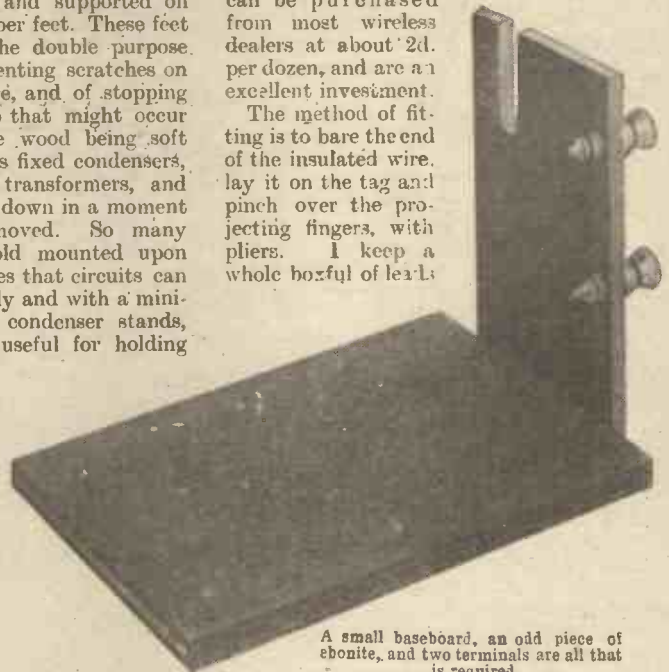 and supported on
ber feet. These feet
he double purpose
enting scratches on
e, and of stopping
that might occur
e wood being soft
s fixed condensers,
transformers, and
down in a moment
noved. So many
old mounted upon
es that circuits can
ly and with a mini-
condenser stands,
useful for holding
can be purchased
from most wireless
dealers at about 2d.
per dozen, and are an
excellent investment.
The method of fit-
ting is to bare the end
of the insulated wire,
lay it on the tag and
pinch over the pro-
jecting fingers, with
pliers. I keep a
whole boxful of leads
A small baseboard, an odd piece of
ebonite, and two terminals are all that
is required